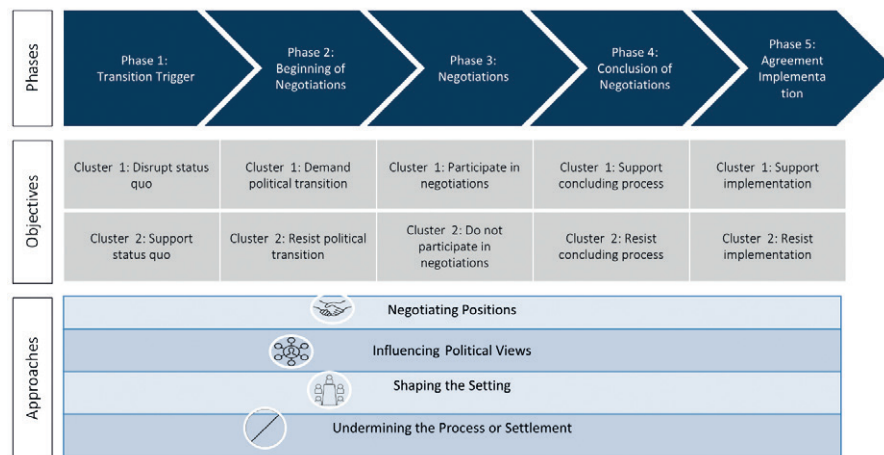 Phases
Phase 1:
Transition Trigger
Phase 2:
Beginning of
Negotiations
Phase 3:
Negotiations
Phase 4:
Conclusion of
Negotiations
Phase 5:
Agreement
Implementa
tion
Objectives
Cluster 1: Disrupt status
quo
Cluster 1: Demand
political transition
Cluster 1: Participate in
negotiations
Cluster 1: Support
concluding process
Cluster 1: Support
implementation
Cluster 2: Support
status quo
Cluster 2: Resist political
transition
Cluster 2: Do not
participate in
negotiations
Cluster 2: Resist
concluding process
Cluster 2: Resist
implementation
Approaches
Negotiating Positions
Influencing Political Views
Shaping the Setting
Undermining the Process or Settlement